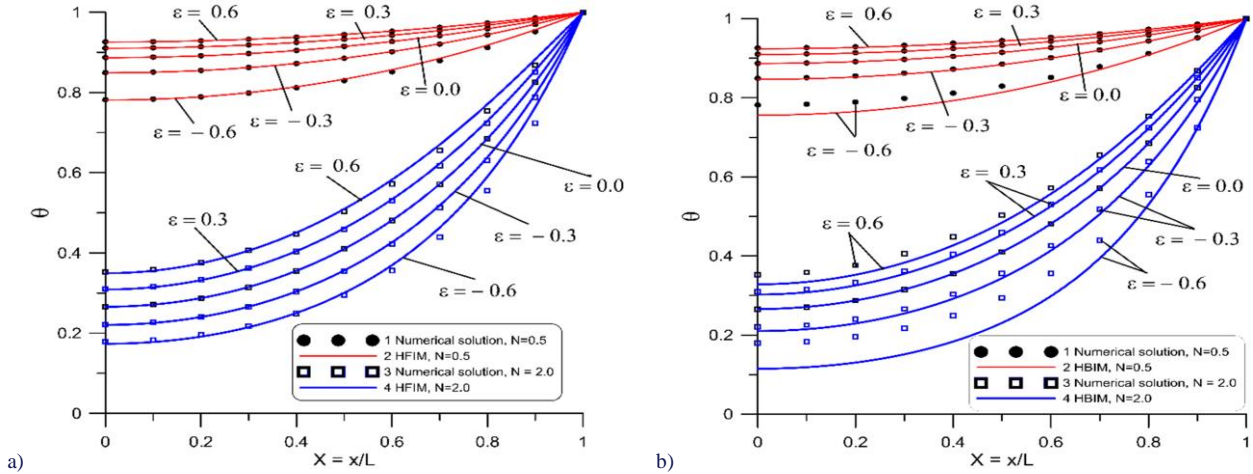 1
ε = 0.6
ε = 0.3
ε = 0.0
0.8
ε = − 0.3
ε = − 0.6
0.6
ε = 0.6
ε = 0.0
θ
ε = 0.3
0.4
ε = − 0.3
ε = − 0.6
0.2
1 Numerical solution, N=0.5
2 HFIM, N=0.5
3 Numerical solution, N = 2.0
4 HFIM, N=2.0
0
0 0.2 0.4 0.6 0.8 1
X = x/L
a)
1
ε = 0.6
ε = 0.3
ε = 0.0
0.8
ε = − 0.3
ε = − 0.6
0.6
ε = 0.3
ε = 0.0
θ
ε = 0.6
0.4
ε = − 0.3
ε = − 0.6
0.2
1 Numerical solution, N=0.5
2 HBIM, N=0.5
3 Numerical solution, N = 2.0
4 HBIM, N=2.0
0
0 0.2 0.4 0.6 0.8 1
X = x/L
b)